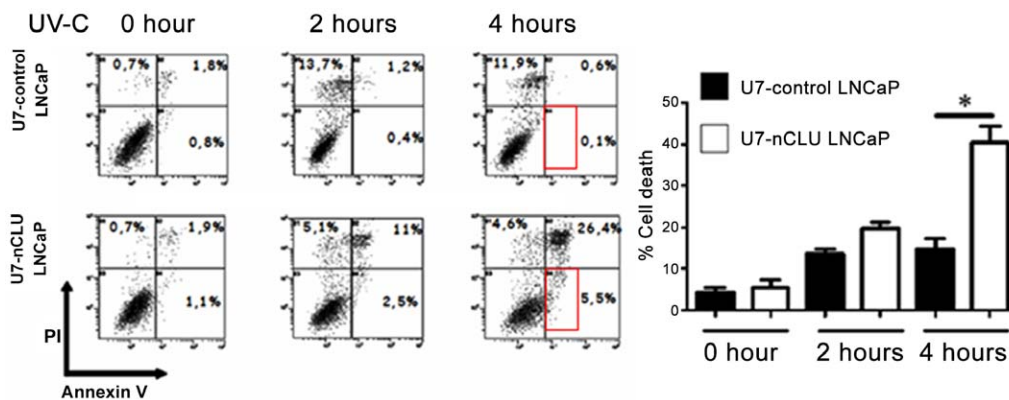 UV-C 0 hour 2 hours 4 hours
U7-control
LNCaP
0,7% 1,8%
0,8%
13,7% 1,2%
0,4%
11,9% 0,6%
0,1%
U7-nCLU
LNCaP
0,7% 1,9%
1,1%
5,1% 11%
2,5%
4,6% 26,4%
5,5%
PI
Annexin V
% Cell death
50
40
30
20
10
0
U7-control LNCaP
U7-nCLU LNCaP
*
0 hour 2 hours 4 hours